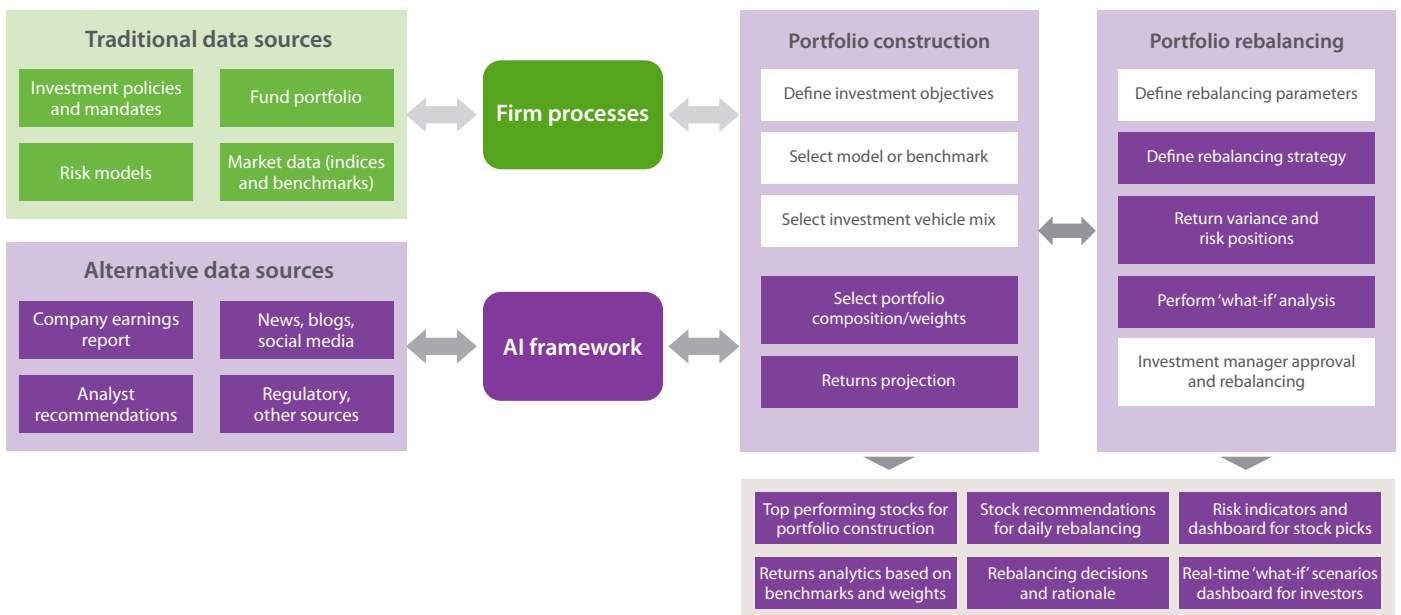 Traditional data sources
Investment policies
and mandates
Fund portfolio
Risk models
Market data (indices
and benchmarks)
Alternative data sources
Company earnings
report
News, blogs,
social media
Analyst
recommendations
Regulatory,
other sources
Firm processes
AI framework
Portfolio construction
Define investment objectives
Select model or benchmark
Select investment vehicle mix
Select portfolio
composition/weights
Returns projection
Portfolio rebalancing
Define rebalancing parameters
Define rebalancing strategy
Return variance and
risk positions
Perform ‘what-if’ analysis
Investment manager approval
and rebalancing
Top performing stocks for
portfolio construction
Stock recommendations
for daily rebalancing
Risk indicators and
dashboard for stock picks
Returns analytics based on
benchmarks and weights
Rebalancing decisions
and rationale
Real-time ‘what-if’ scenarios
dashboard for investors